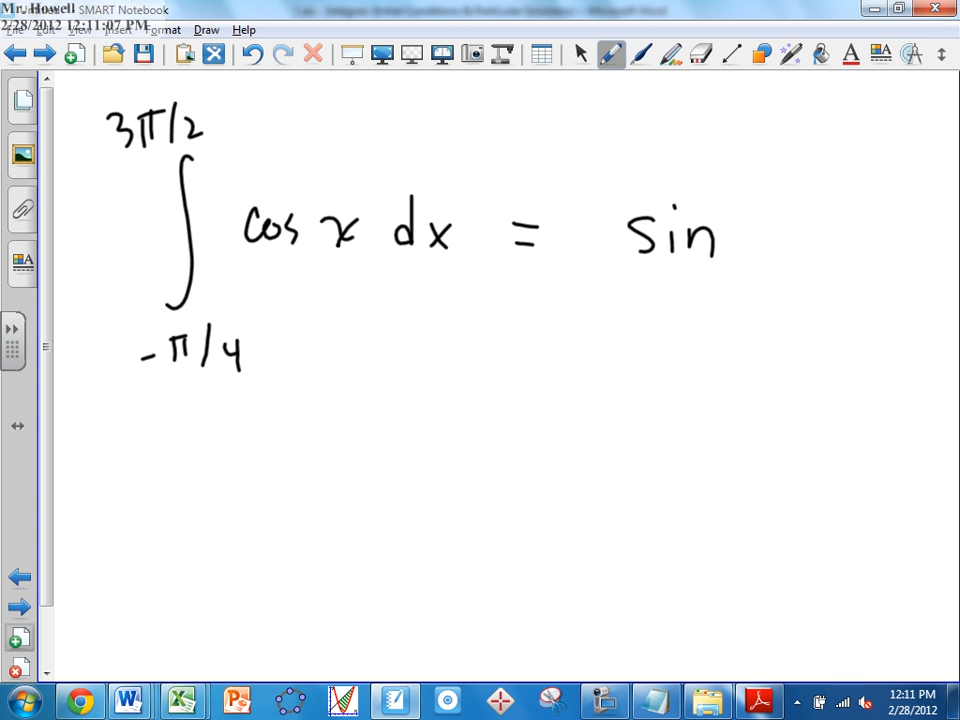 Mr. Howell
SMART Notebook
2/28/2012 12:11:07 PM
File Edit View Insert Format Draw Help
3π/2
∫ cos x dx = sin
-π/4
12:11 PM
2/28/2012